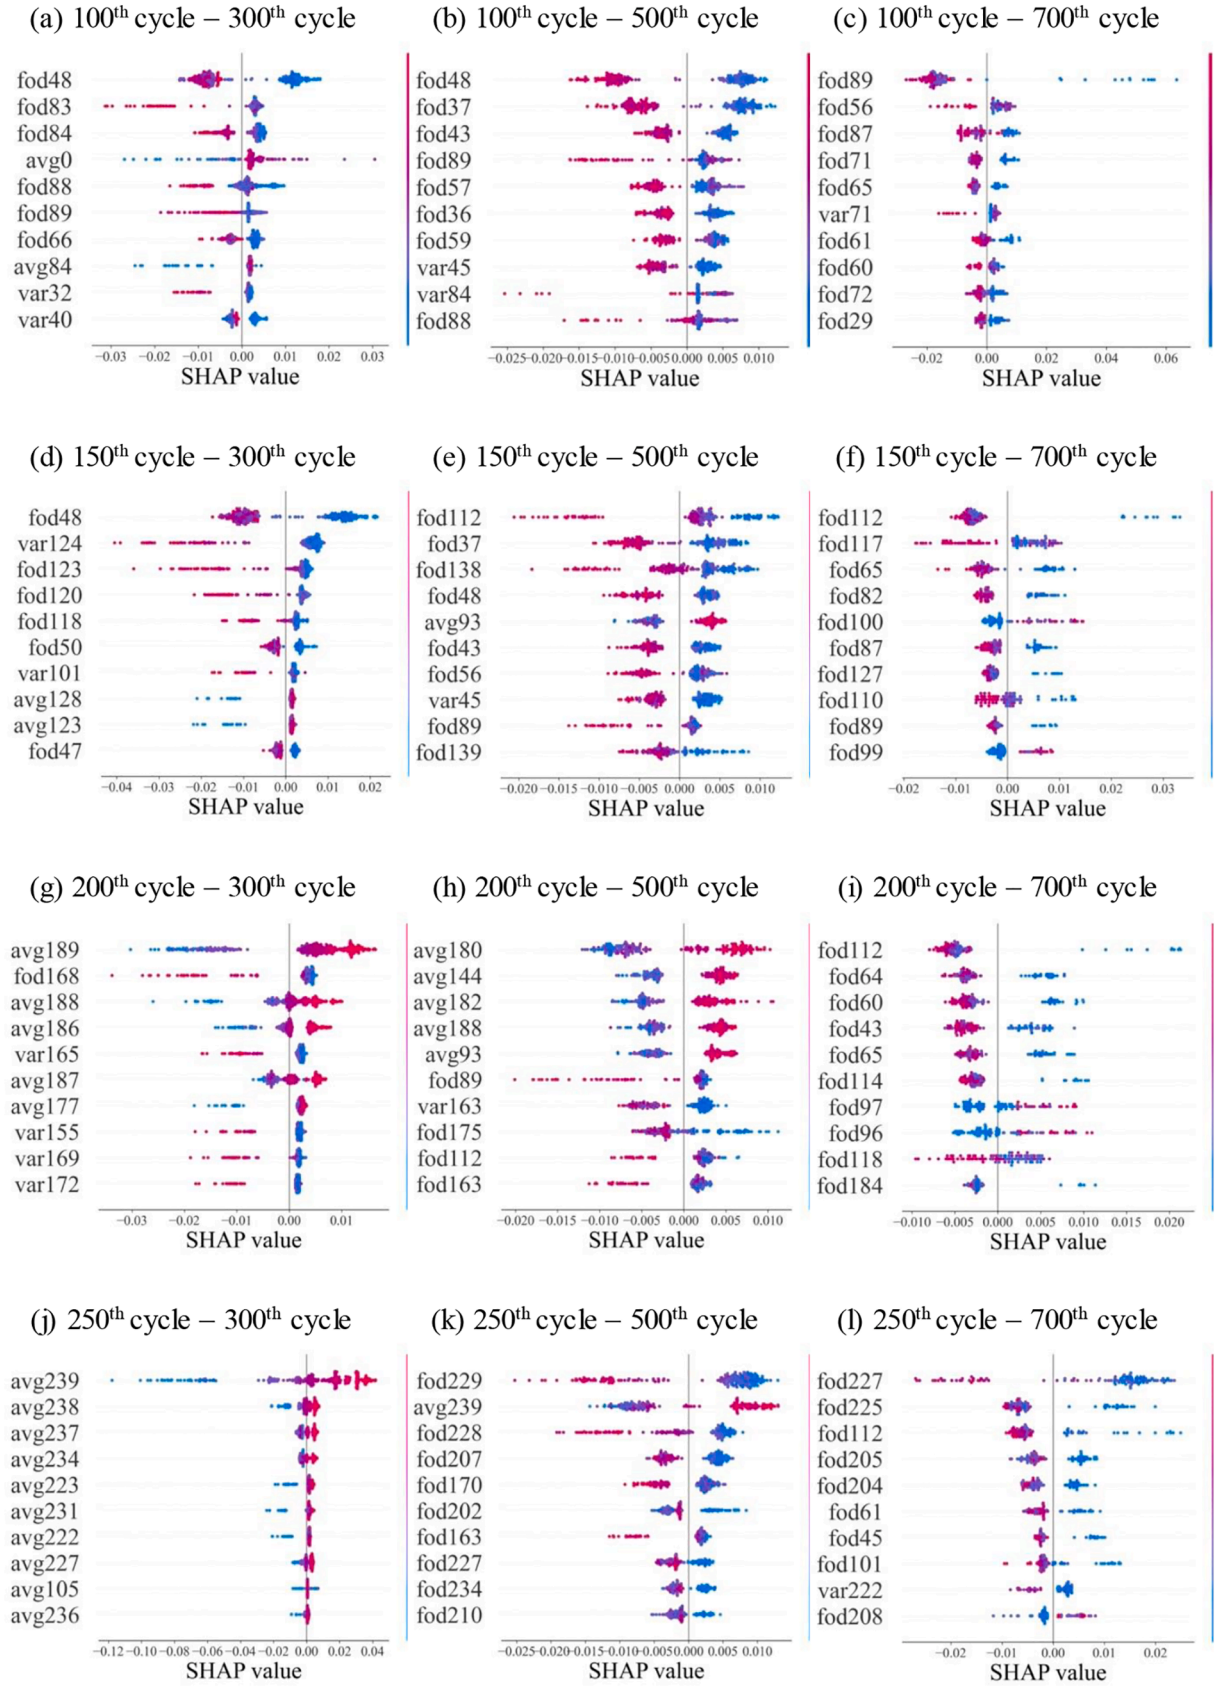 (a) 100th cycle – 300th cycle
fod48
fod83
fod84
avg0
fod88
fod89
fod66
avg84
var32
var40
−0.03 −0.02 −0.01 0.00 0.01 0.02 0.03
SHAP value
(b) 100th cycle – 500th cycle
fod48
fod37
fod43
fod89
fod57
fod36
fod59
var45
var84
fod88
−0.025−0.020−0.015−0.010−0.005 0.000 0.005 0.010
SHAP value
(c) 100th cycle – 700th cycle
fod89
fod56
fod87
fod71
fod65
var71
fod61
fod60
fod72
fod29
−0.02 0.00 0.02 0.04 0.06
SHAP value
(d) 150th cycle – 300th cycle
fod48
var124
fod123
fod120
fod118
fod50
var101
avg128
avg123
fod47
−0.04 −0.03 −0.02 −0.01 0.00 0.01 0.02
SHAP value
(e) 150th cycle – 500th cycle
fod112
fod37
fod138
fod48
avg93
fod43
fod56
var45
fod89
fod139
−0.020 −0.015−0.010−0.005 0.000 0.005 0.010
SHAP value
(f) 150th cycle – 700th cycle
fod112
fod117
fod65
fod82
fod100
fod87
fod127
fod110
fod89
fod99
−0.02 −0.01 0.00 0.01 0.02 0.03
SHAP value
(g) 200th cycle – 300th cycle
avg189
fod168
avg188
avg186
var165
avg187
avg177
var155
var169
var172
−0.03 −0.02 −0.01 0.00 0.01
SHAP value
(h) 200th cycle – 500th cycle
avg180
avg144
avg182
avg188
avg93
fod89
var163
fod175
fod112
fod163
−0.020 −0.015 −0.010 −0.005 0.000 0.005 0.010
SHAP value
(i) 200th cycle – 700th cycle
fod112
fod64
fod60
fod43
fod65
fod114
fod97
fod96
fod118
fod184
−0.010 −0.005 0.000 0.005 0.010 0.015 0.020
SHAP value
(j) 250th cycle – 300th cycle
avg239
avg238
avg237
avg234
avg223
avg231
avg222
avg227
avg105
avg236
−0.12−0.10−0.08−0.06−0.04−0.02 0.00 0.02 0.04
SHAP value
(k) 250th cycle – 500th cycle
fod229
avg239
fod228
fod207
fod170
fod202
fod163
fod227
fod234
fod210
−0.025−0.020−0.015−0.010−0.005 0.000 0.005 0.010
SHAP value
(l) 250th cycle – 700th cycle
fod227
fod225
fod112
fod205
fod204
fod61
fod45
fod101
var222
fod208
−0.02 −0.01 0.00 0.01 0.02
SHAP value